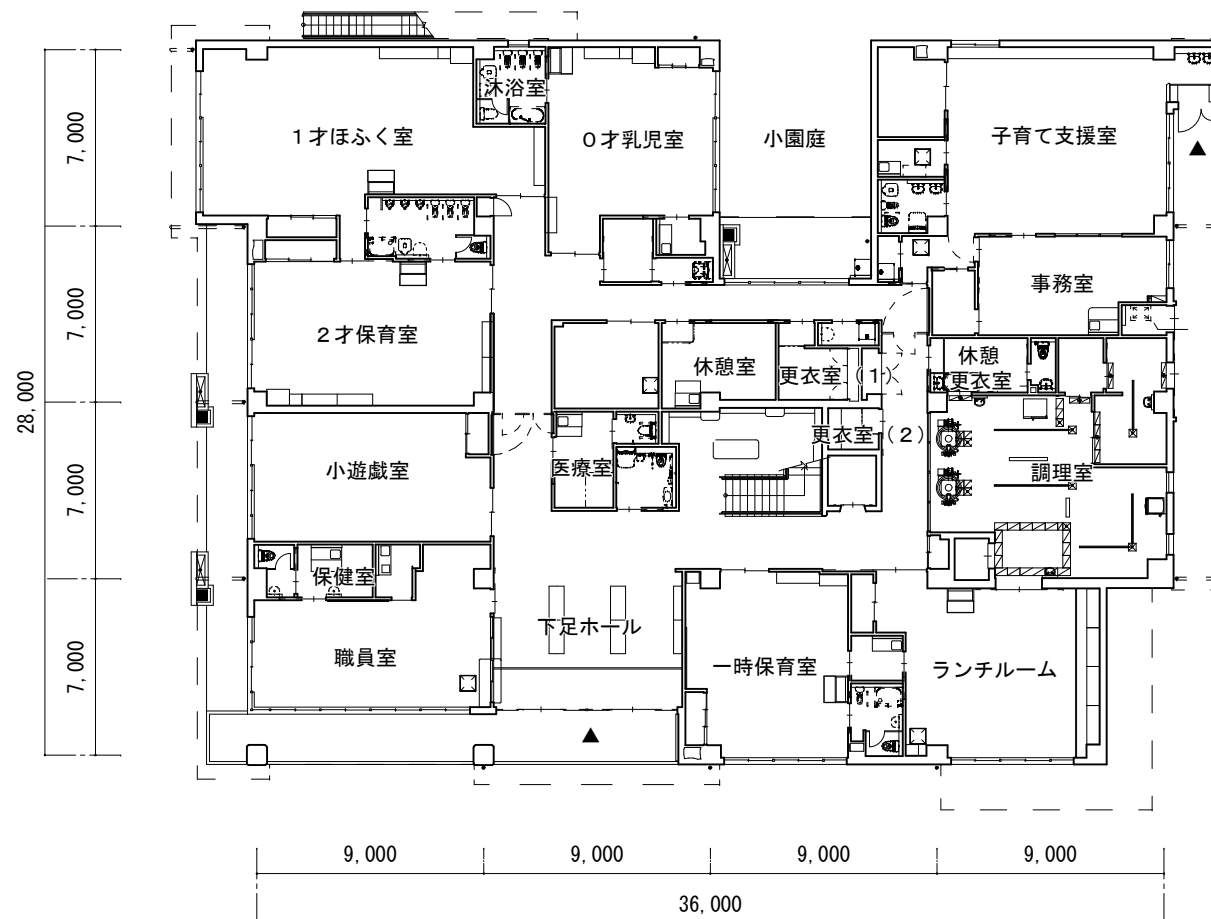 沐浴室
１才ほふく室
０才乳児室
小園庭
子育て支援室
7,000
事務室
7,000
２才保育室
休憩室
更衣室（１）
休憩
更衣室
28,000
更衣室（２）
小遊戯室
医療室
調理室
7,000
保健室
下足ホール
職員室
一時保育室
ランチルーム
7,000
9,000
9,000
9,000
9,000
36,000